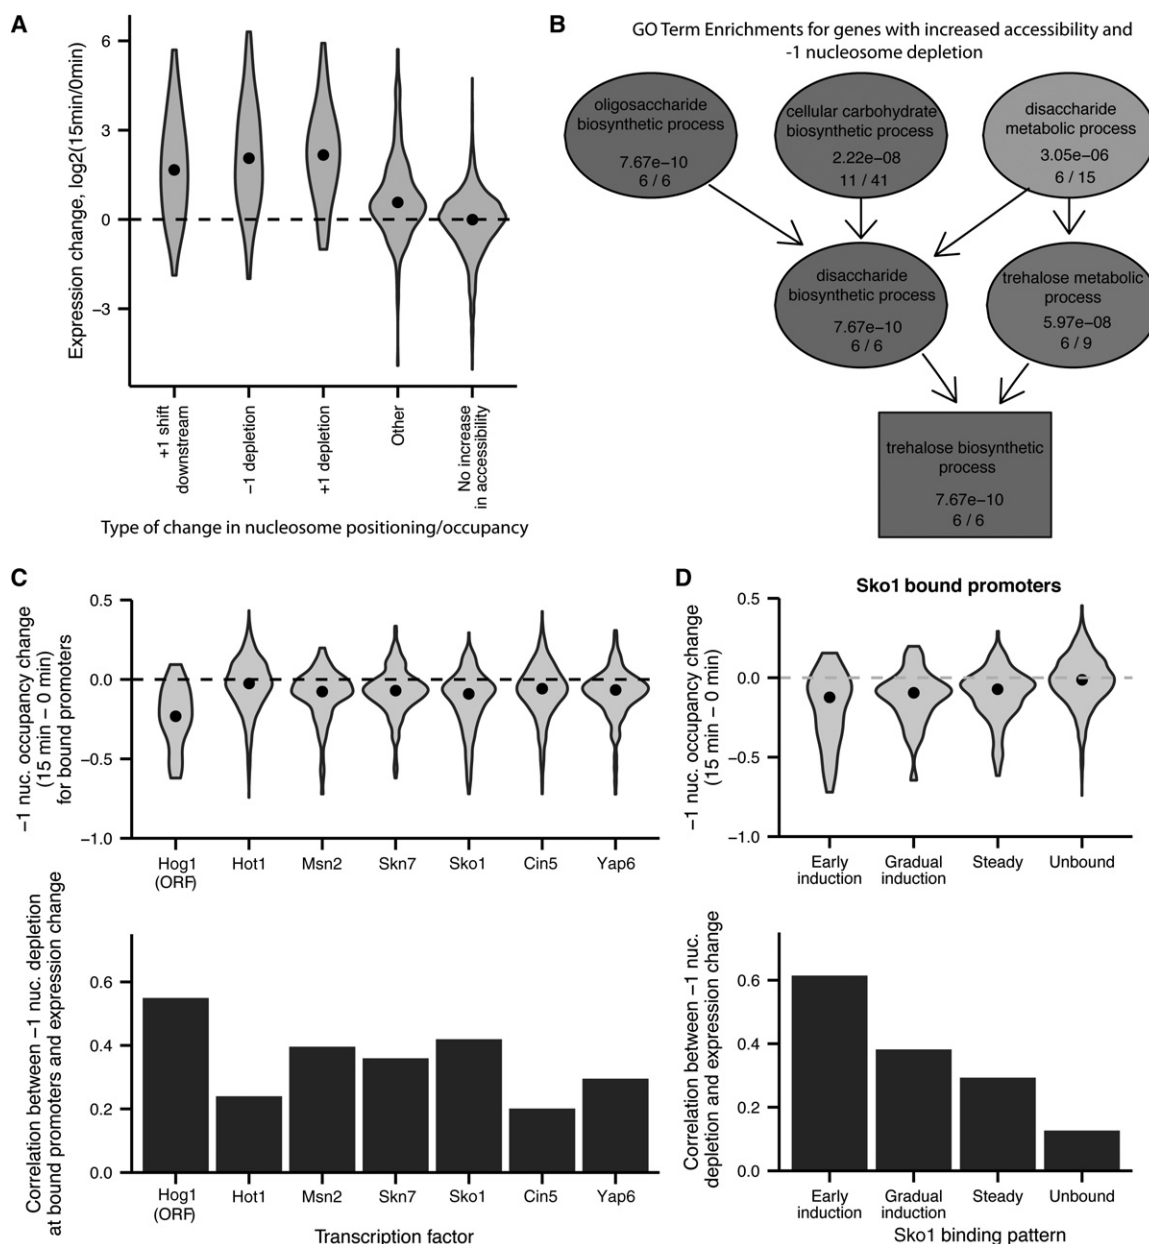 A
Expression change, log2(15min/0min)
6
3
0
−3
+1 shift
downstream
−1 depletion
+1 depletion
Other
No increase
in accessibility
Type of change in nucleosome positioning/occupancy
B
GO Term Enrichments for genes with increased accessibility and
-1 nucleosome depletion
oligosaccharide
biosynthetic process
7.67e−10
6 / 6
cellular carbohydrate
biosynthetic process
2.22e−08
11 / 41
disaccharide
metabolic process
3.05e−06
6 / 15
disaccharide
biosynthetic process
7.67e−10
6 / 6
trehalose metabolic
process
5.97e−08
6 / 9
trehalose biosynthetic
process
7.67e−10
6 / 6
C
−1 nuc. occupancy change
(15 min − 0 min)
for bound promoters
0.5
0.0
−0.5
−1.0
Hog1
(ORF)
Hot1
Msn2
Skn7
Sko1
Cin5
Yap6
Correlation between −1 nuc. depletion
at bound promoters and expression change
0.6
0.4
0.2
0.0
Hog1
(ORF)
Hot1
Msn2
Skn7
Sko1
Cin5
Yap6
Transcription factor
D
Sko1 bound promoters
−1 nuc. occupancy change
(15 min − 0 min)
0.5
0.0
−0.5
−1.0
Early
induction
Gradual
induction
Steady
Unbound
Correlation between −1 nuc.
depletion and expression change
0.6
0.4
0.2
0.0
Early
induction
Gradual
induction
Steady
Unbound
Sko1 binding pattern